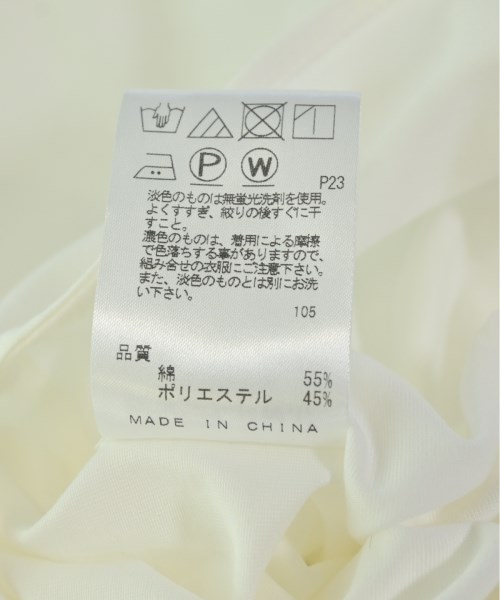 P W
P23
淡色のものは無蛍光洗剤を使用。
よくすすぎ、絞りの後すぐに干
すこと。
濃色のものは、着用による摩擦
で色落ちする事がありますので、
組み合せの衣服にご注意下さい。
また、淡色のものとは別にお洗
い下さい。
105
品質
綿 55%
ポリエステル 45%
MADE IN CHINA